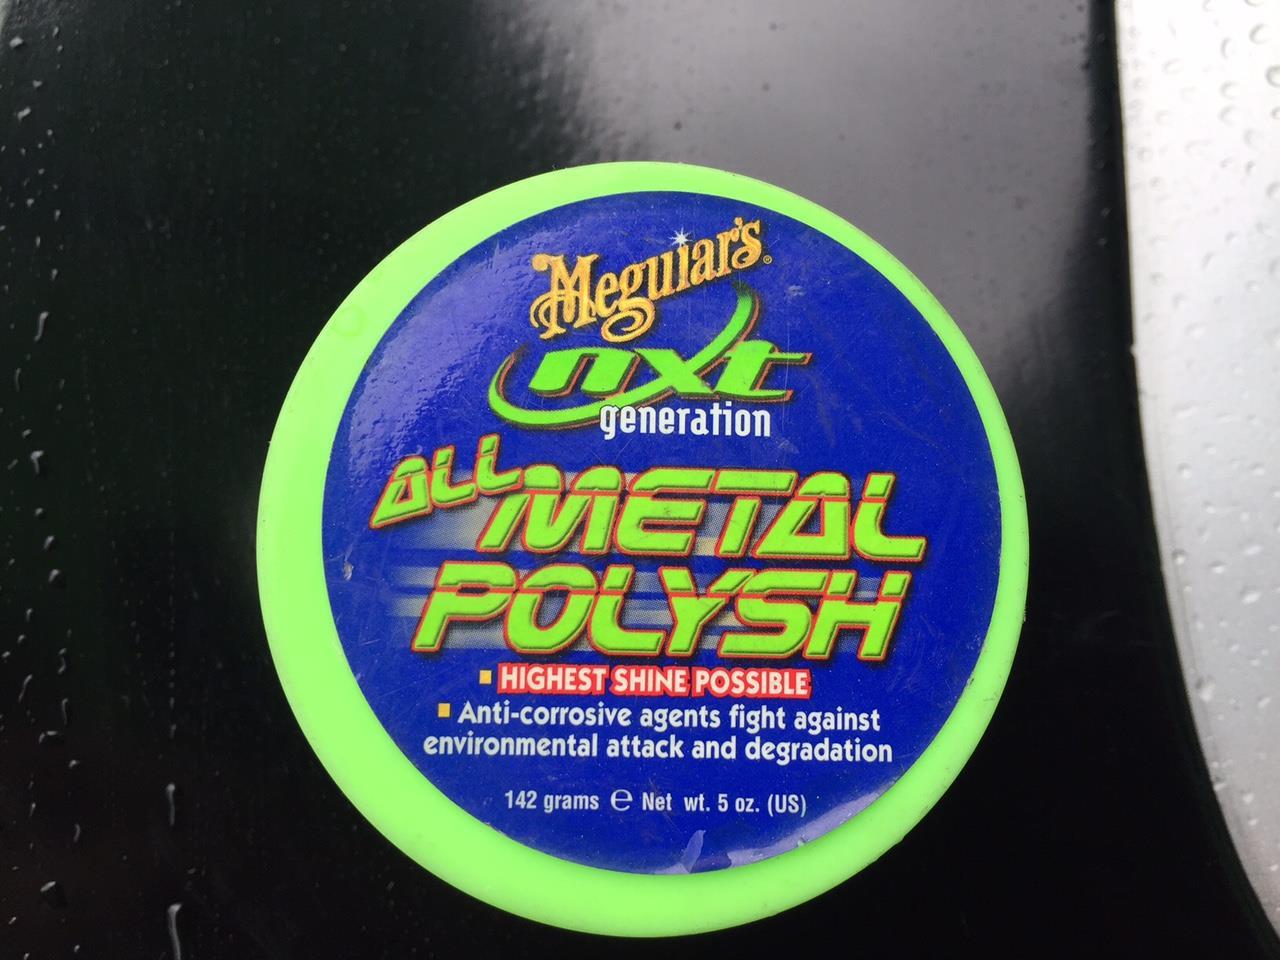 Meguiar's®
nxt
generation
ALL METAL
POLYSH
HIGHEST SHINE POSSIBLE
Anti-corrosive agents fight against
environmental attack and degradation
142 grams ℮ Net wt. 5 oz. (US)